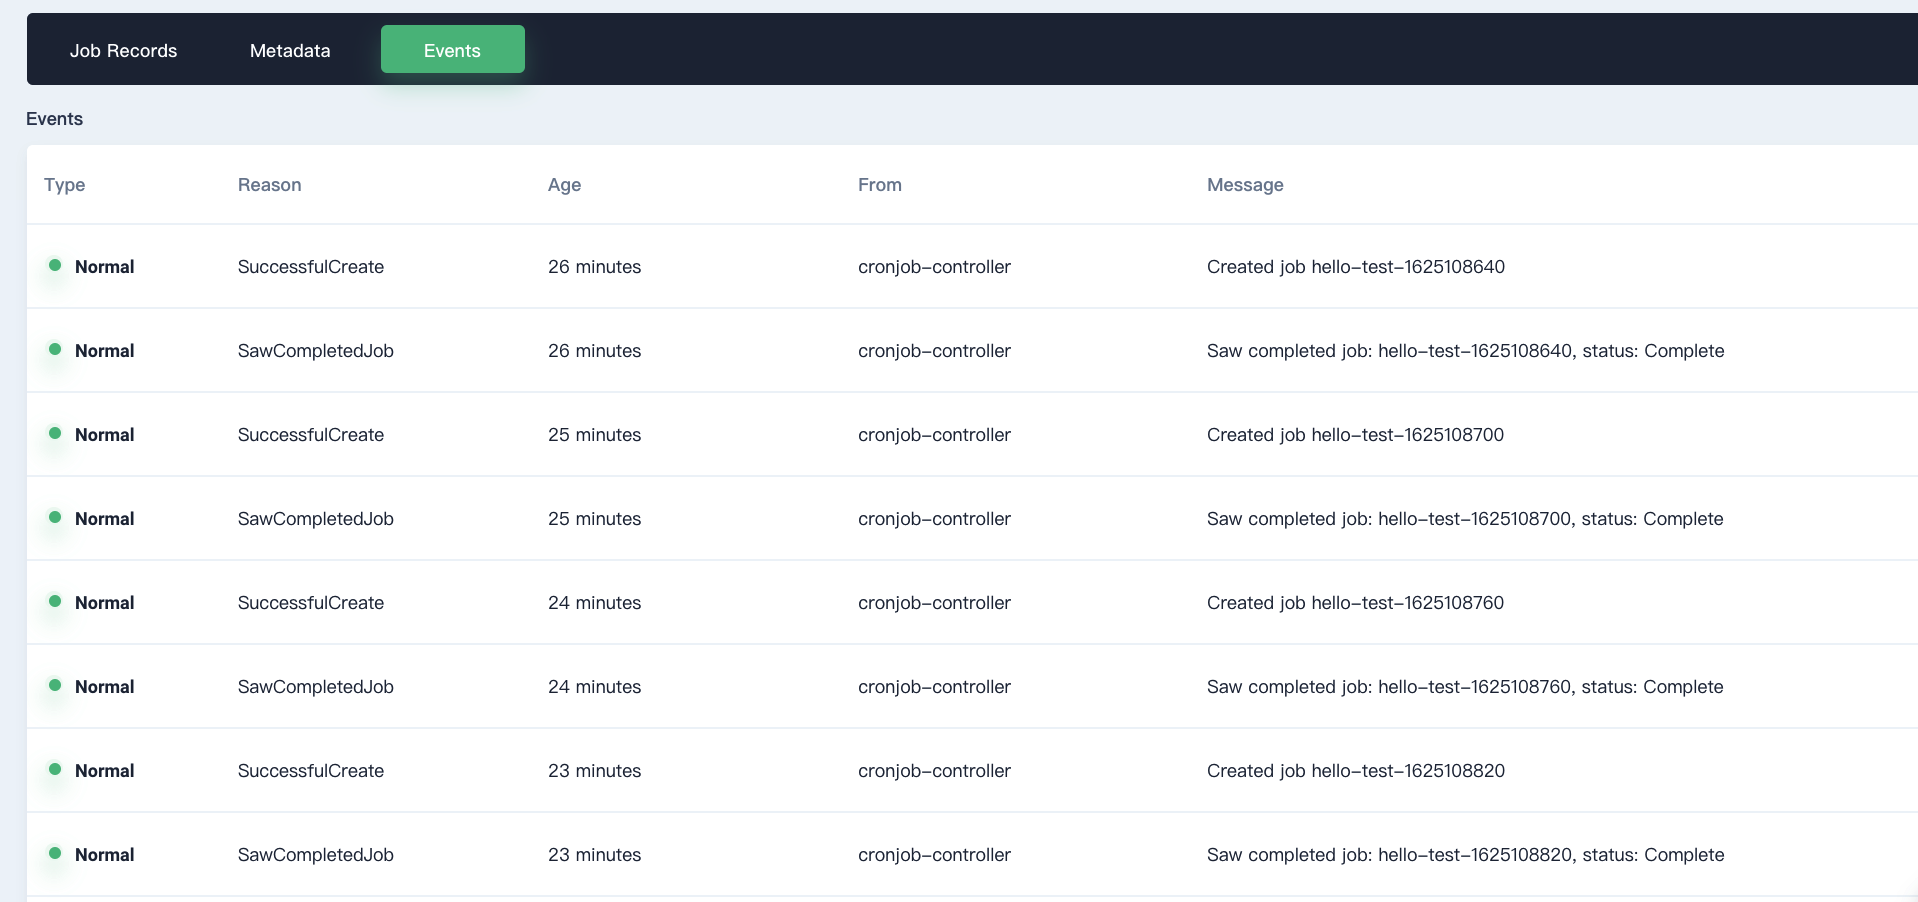 Job Records Metadata Events
Events
Type Reason Age From Message
Normal SuccessfulCreate 26 minutes cronjob-controller Created job hello-test-1625108640
Normal SawCompletedJob 26 minutes cronjob-controller Saw completed job: hello-test-1625108640, status: Complete
Normal SuccessfulCreate 25 minutes cronjob-controller Created job hello-test-1625108700
Normal SawCompletedJob 25 minutes cronjob-controller Saw completed job: hello-test-1625108700, status: Complete
Normal SuccessfulCreate 24 minutes cronjob-controller Created job hello-test-1625108760
Normal SawCompletedJob 24 minutes cronjob-controller Saw completed job: hello-test-1625108760, status: Complete
Normal SuccessfulCreate 23 minutes cronjob-controller Created job hello-test-1625108820
Normal SawCompletedJob 23 minutes cronjob-controller Saw completed job: hello-test-1625108820, status: Complete